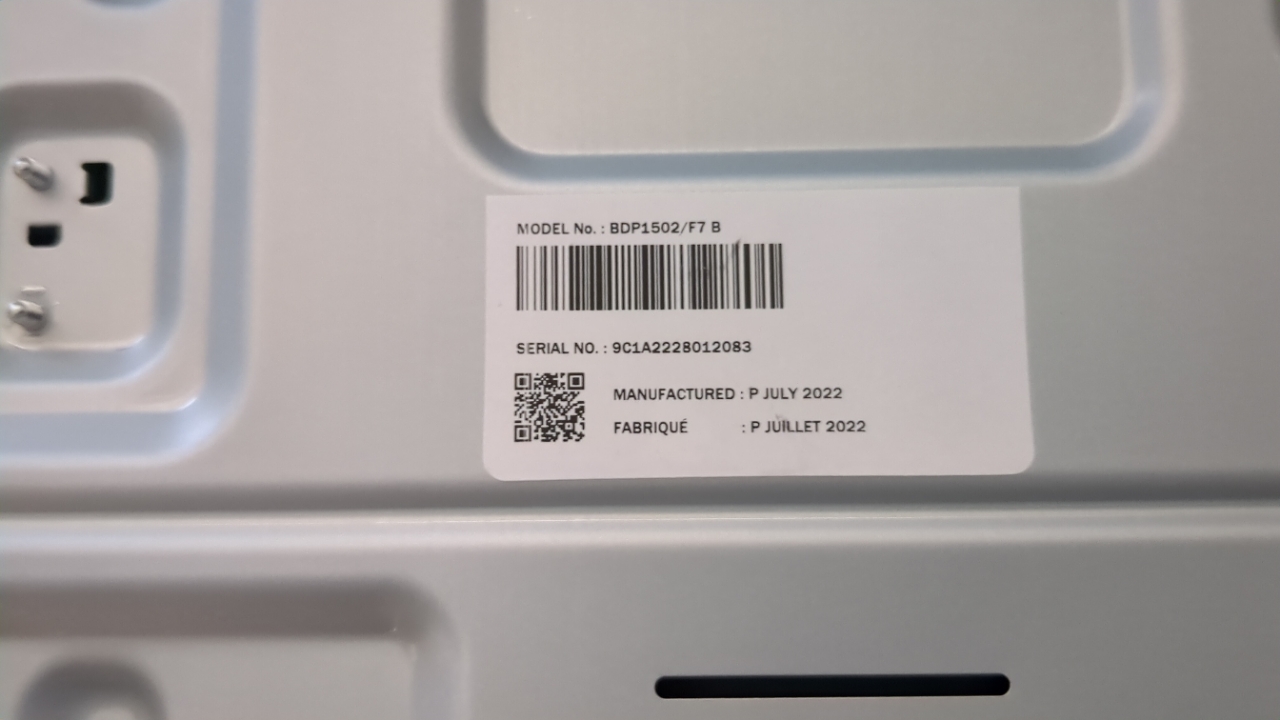 MODEL No. : BDP1502/F7 B
SERIAL NO. : 9C1A2228012083
MANUFACTURED : P JULY 2022
FABRIQUÉ : P JUILLET 2022